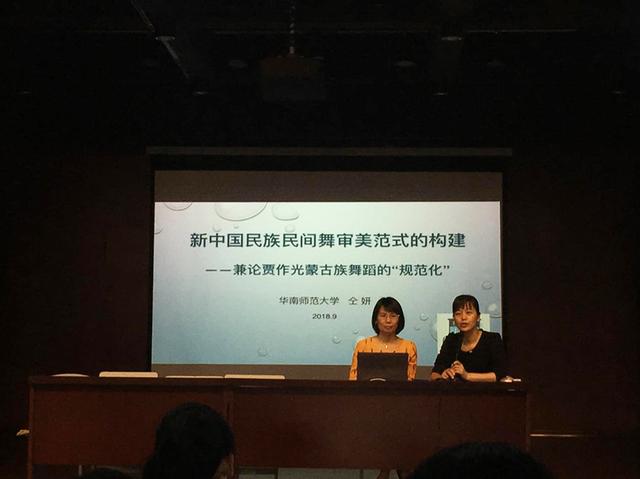 新中国民族民间舞审美范式的构建
——兼论贾作光蒙古族舞蹈的“规范化”
华南师范大学 仝 妍
2018.9